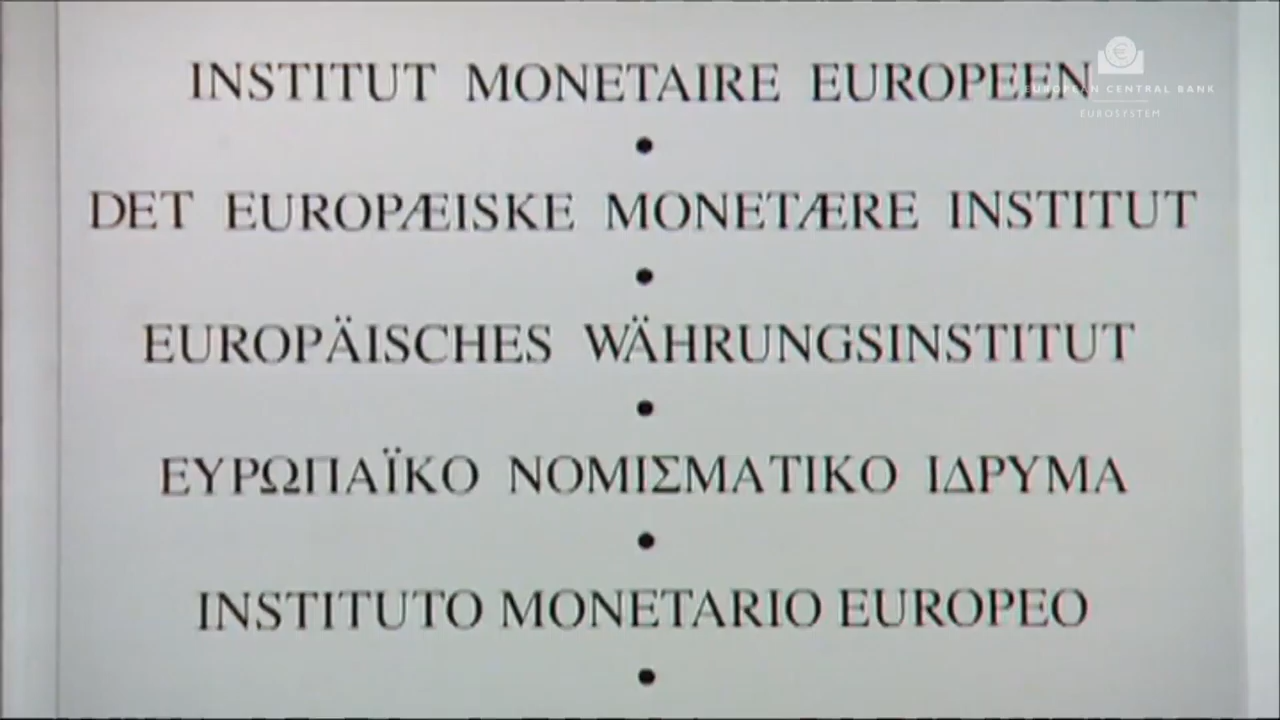 INSTITUT MONETAIRE EUROPEEN
EUROPEAN CENTRAL BANK
EUROSYSTEM
•
DET EUROPÆISKE MONETÆRE INSTITUT
•
EUROPÄISCHES WÄHRUNGSINSTITUT
•
ΕΥΡΩΠΑΪΚΟ ΝΟΜΙΣΜΑΤΙΚΟ ΙΔΡΥΜΑ
•
INSTITUTO MONETARIO EUROPEO
•